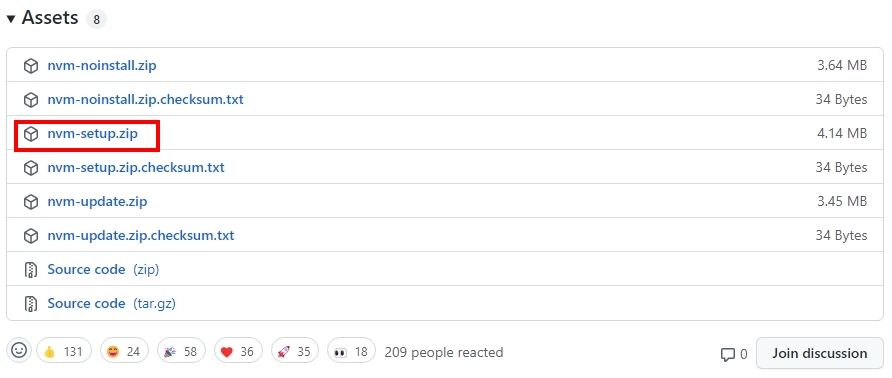 Assets 8
nvm-noinstall.zip 3.64 MB
nvm-noinstall.zip.checksum.txt 34 Bytes
nvm-setup.zip 4.14 MB
nvm-setup.zip.checksum.txt 34 Bytes
nvm-update.zip 3.45 MB
nvm-update.zip.checksum.txt 34 Bytes
Source code (zip)
Source code (tar.gz)
131 24 58 36 35 18 209 people reacted 0 Join discussion